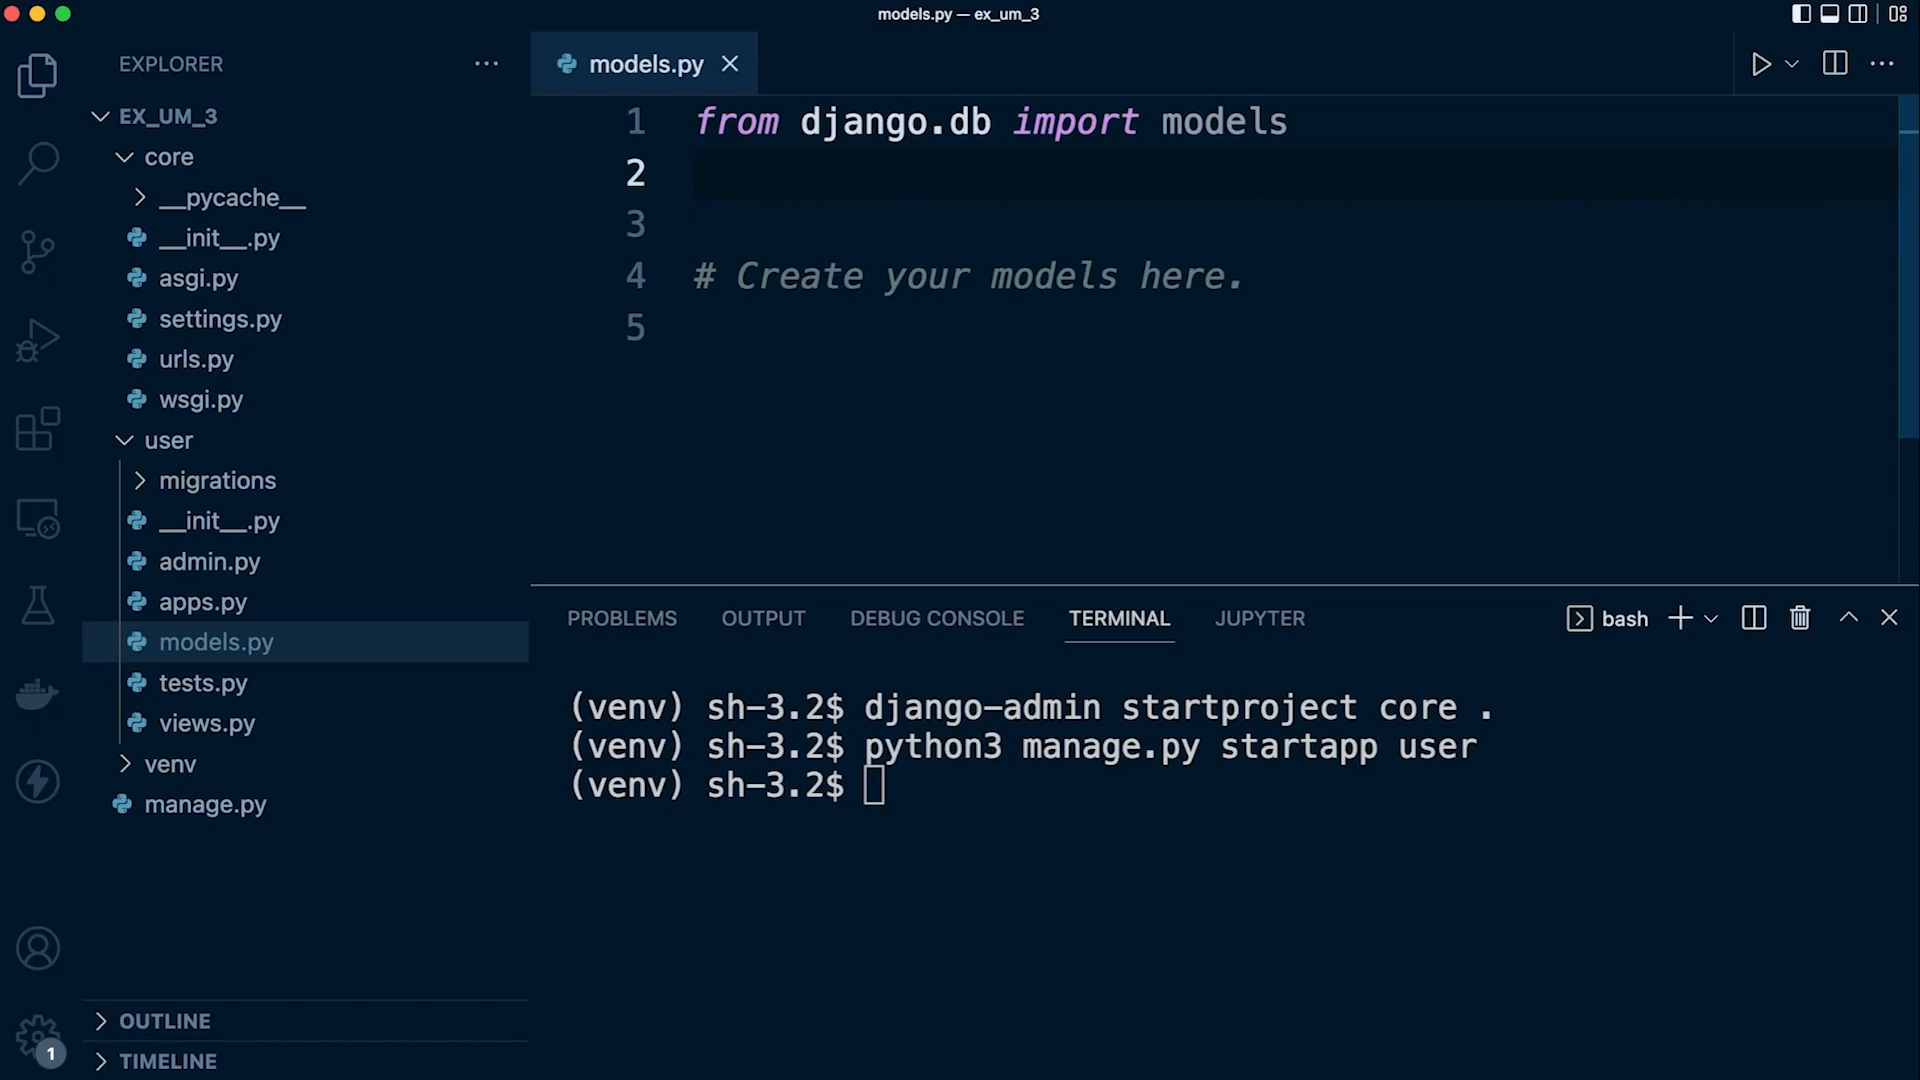 models.py — ex_um_3
EXPLORER
EX_UM_3
core
__pycache__
__init__.py
asgi.py
settings.py
urls.py
wsgi.py
user
migrations
__init__.py
admin.py
apps.py
models.py
tests.py
views.py
venv
manage.py
OUTLINE
TIMELINE
1
models.py
1 from django.db import models
2
3
4 # Create your models here.
5
PROBLEMS OUTPUT DEBUG CONSOLE TERMINAL JUPYTER bash
(venv) sh-3.2$ django-admin startproject core .
(venv) sh-3.2$ python3 manage.py startapp user
(venv) sh-3.2$